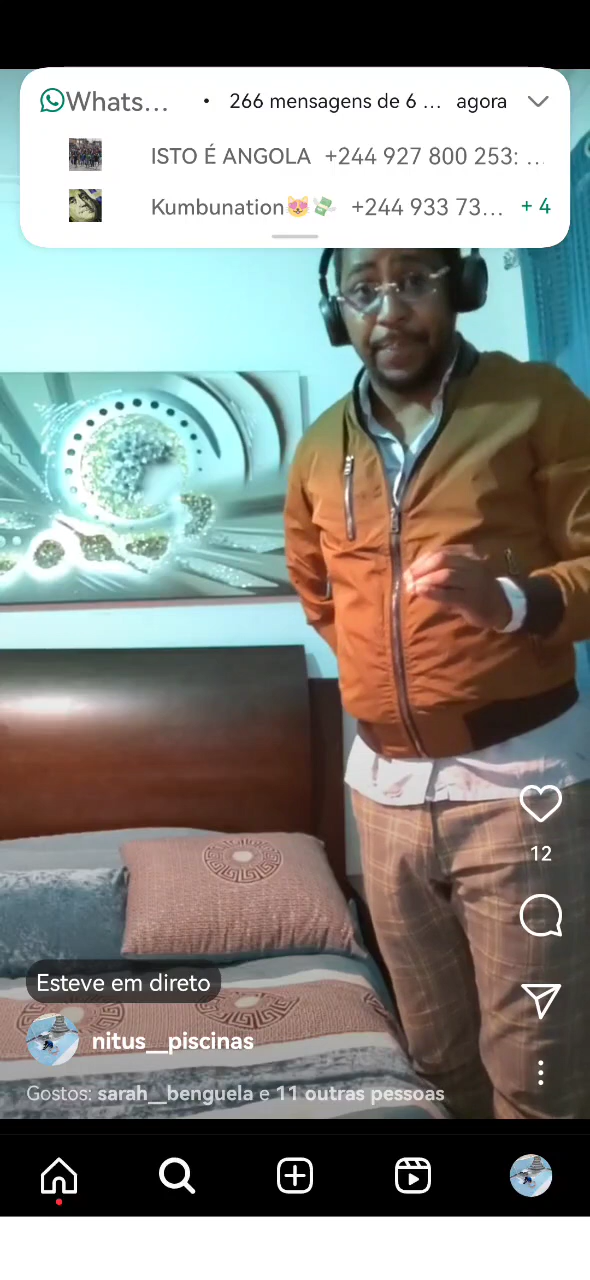 Whats... • 266 mensagens de 6 ... agora
ISTO É ANGOLA +244 927 800 253: ...
Kumbunation😻💸 +244 933 73... + 4
12
Esteve em direto
nitus__piscinas
Gostos: sarah__benguela e 11 outras pessoas